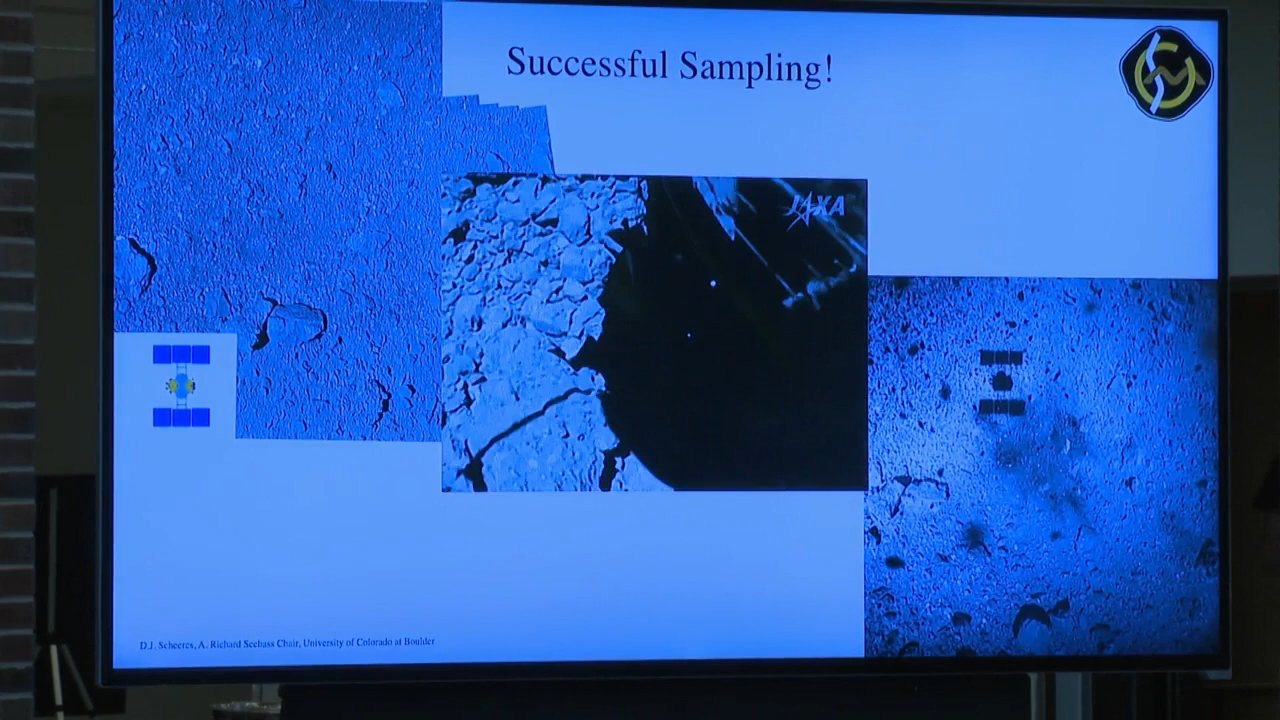 Successful Sampling!
JAXA
D.J. Scheeres, A. Richard Seebass Chair, University of Colorado at Boulder